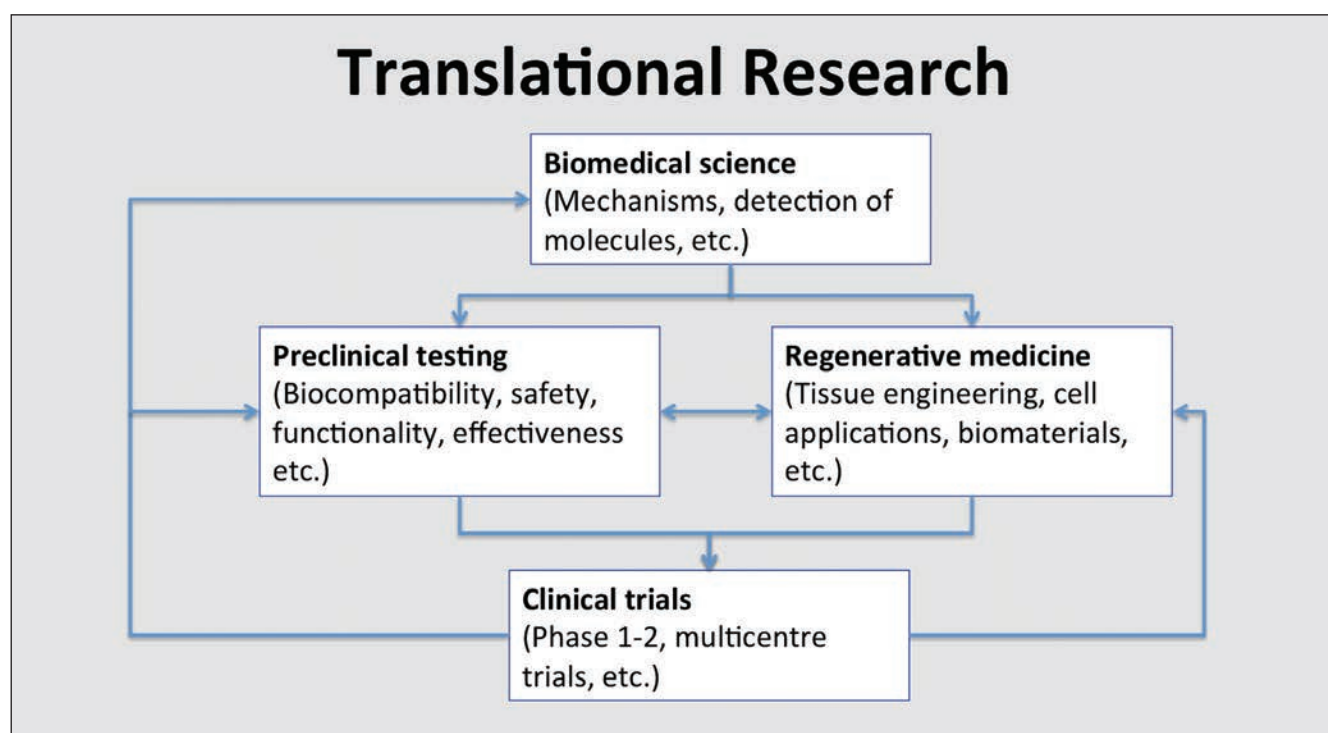 Translational Research
Biomedical science
(Mechanisms, detection of
molecules, etc.)
Preclinical testing
(Biocompatibility, safety,
functionality, effectiveness
etc.)
Regenerative medicine
(Tissue engineering, cell
applications, biomaterials,
etc.)
Clinical trials
(Phase 1-2, multicentre
trials, etc.)